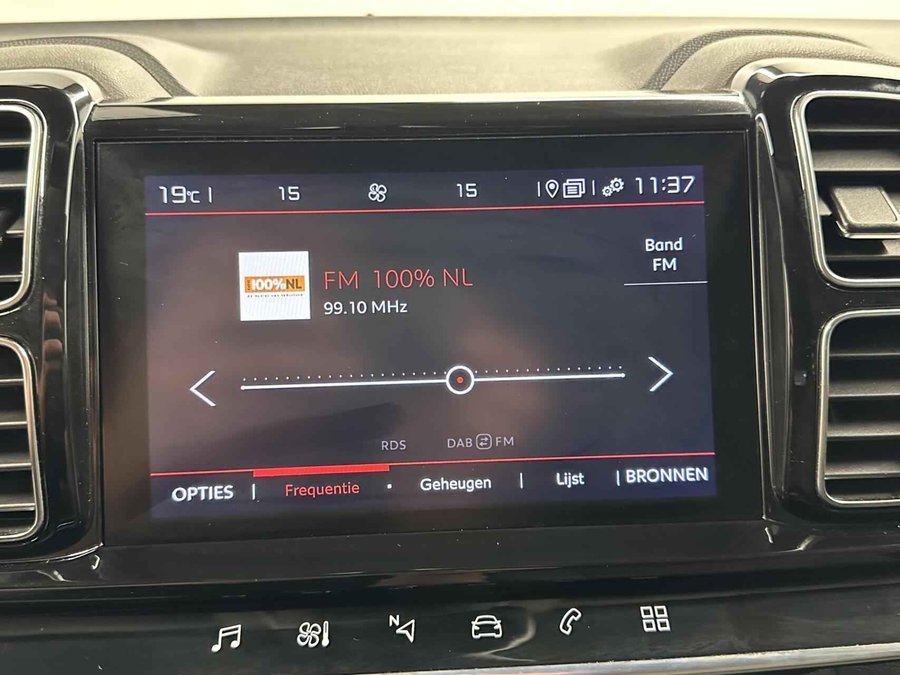 19°C 15 15 11:37
Band
FM
100%NL
FM 100% NL
99.10 MHz
RDS DAB FM
OPTIES Frequentie Geheugen Lijst BRONNEN
N